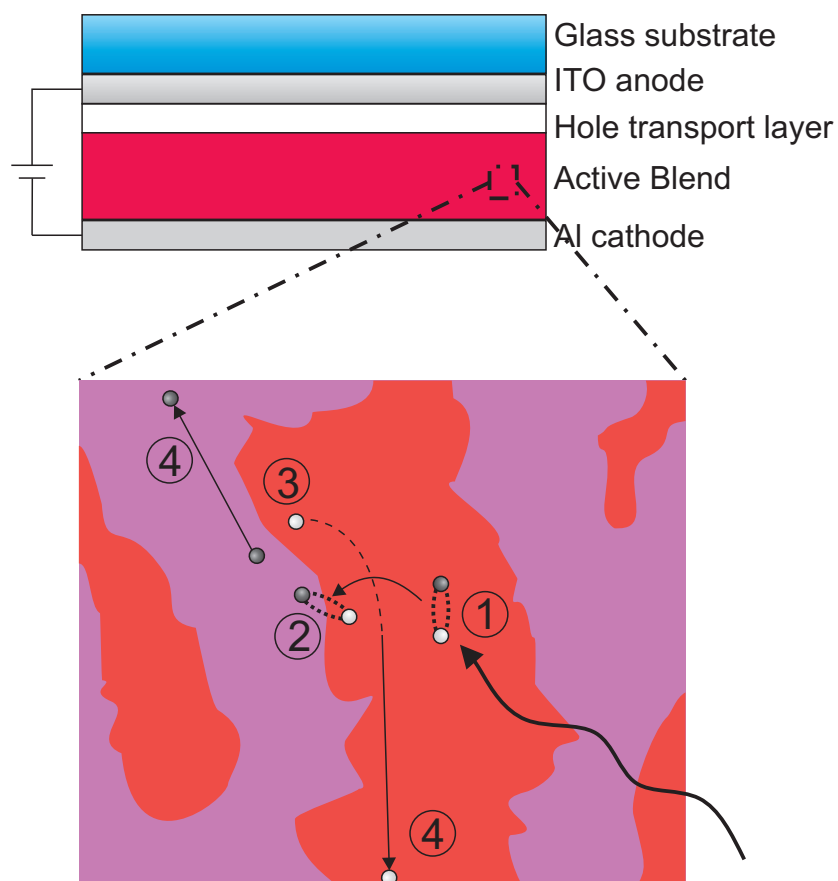 Glass substrate
ITO anode
Hole transport layer
Active Blend
Al cathode
4
3
1
2
4